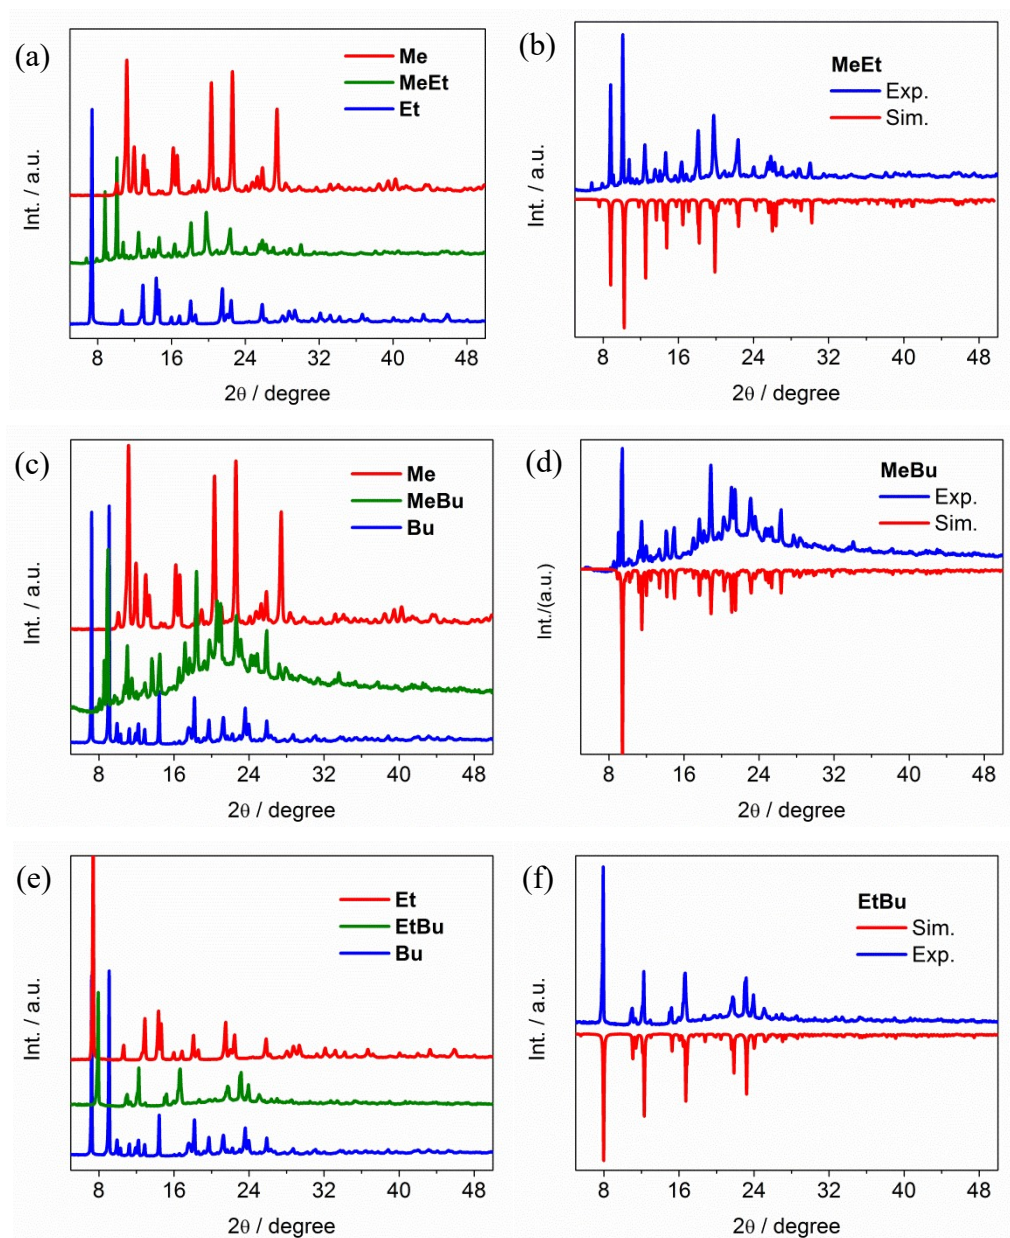 (a)
Me
MeEt
Et
Int. / a.u.
8 16 24 32 40 48
2θ / degree
(b)
MeEt
Exp.
Sim.
Int. / a.u.
8 16 24 32 40 48
2θ / degree
(c)
Me
MeBu
Bu
Int. / a.u.
8 16 24 32 40 48
2θ / degree
(d)
MeBu
Exp.
Sim.
Int./(a.u.)
8 16 24 32 40 48
2θ / degree
(e)
Et
EtBu
Bu
Int. / a.u.
8 16 24 32 40 48
2θ / degree
(f)
EtBu
Sim.
Exp.
Int. / a.u.
8 16 24 32 40 48
2θ / degree